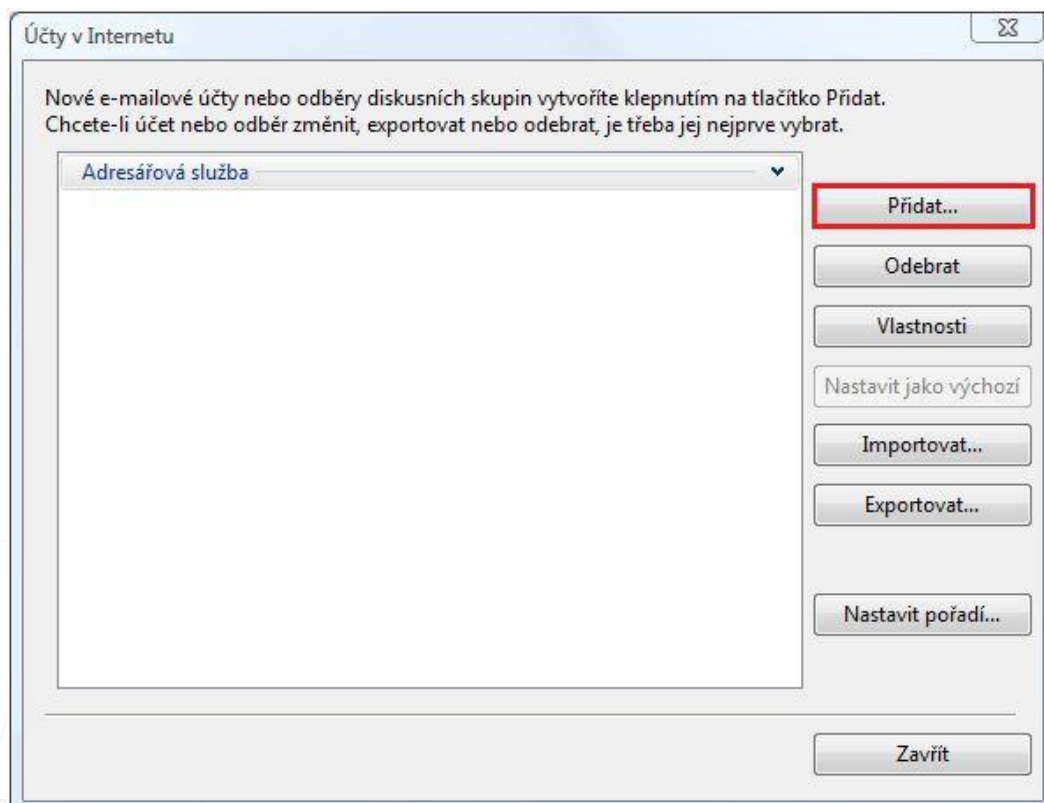 Účty v Internetu
Nové e-mailové účty nebo odběry diskusních skupin vytvoříte klepnutím na tlačítko Přidat.
Chcete-li účet nebo odběr změnit, exportovat nebo odebrat, je třeba jej nejprve vybrat.
Adresářová služba
Přidat...
Odebrat
Vlastnosti
Nastavit jako výchozí
Importovat...
Exportovat...
Nastavit pořadí...
Zavřít